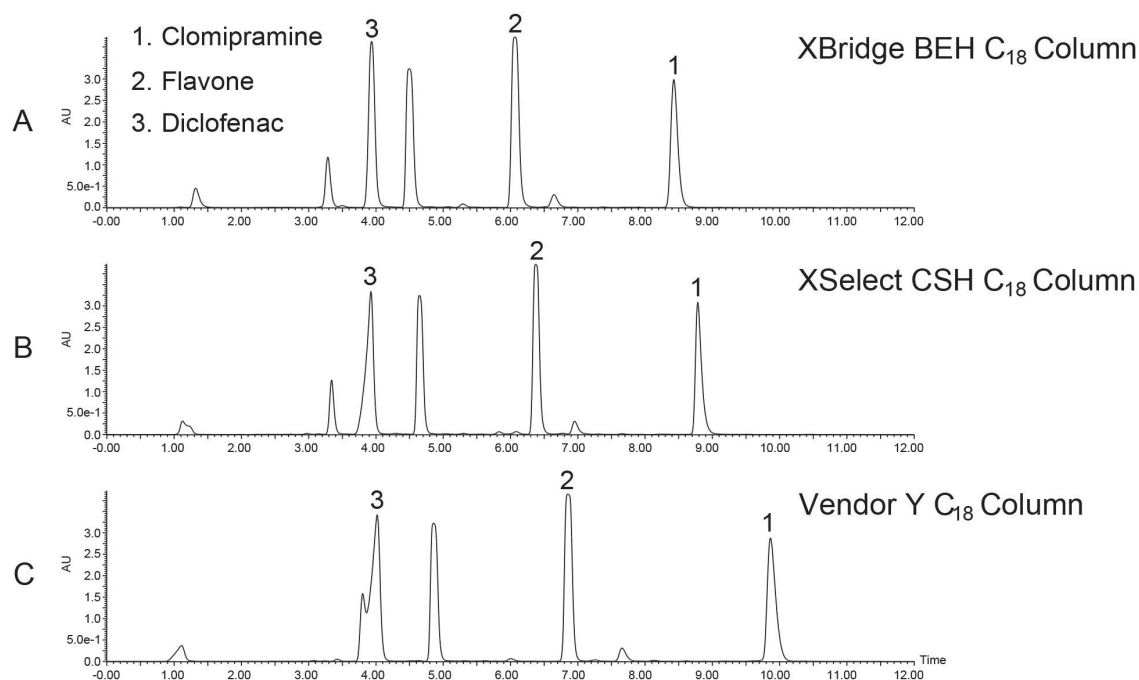 1. Clomipramine
2. Flavone
3. Diclofenac
XBridge BEH C18 Column
A
AU
3
2
1
3.0
2.5
2.0
1.5
1.0
5.0e-1
0.0
-0.00 1.00 2.00 3.00 4.00 5.00 6.00 7.00 8.00 9.00 10.00 11.00 12.00
XSelect CSH C18 Column
B
AU
3
2
1
3.0
2.5
2.0
1.5
1.0
5.0e-1
0.0
-0.00 1.00 2.00 3.00 4.00 5.00 6.00 7.00 8.00 9.00 10.00 11.00 12.00
Vendor Y C18 Column
C
AU
3
2
1
3.0
2.5
2.0
1.5
1.0
5.0e-1
0.0
Time
-0.00 1.00 2.00 3.00 4.00 5.00 6.00 7.00 8.00 9.00 10.00 11.00 12.00